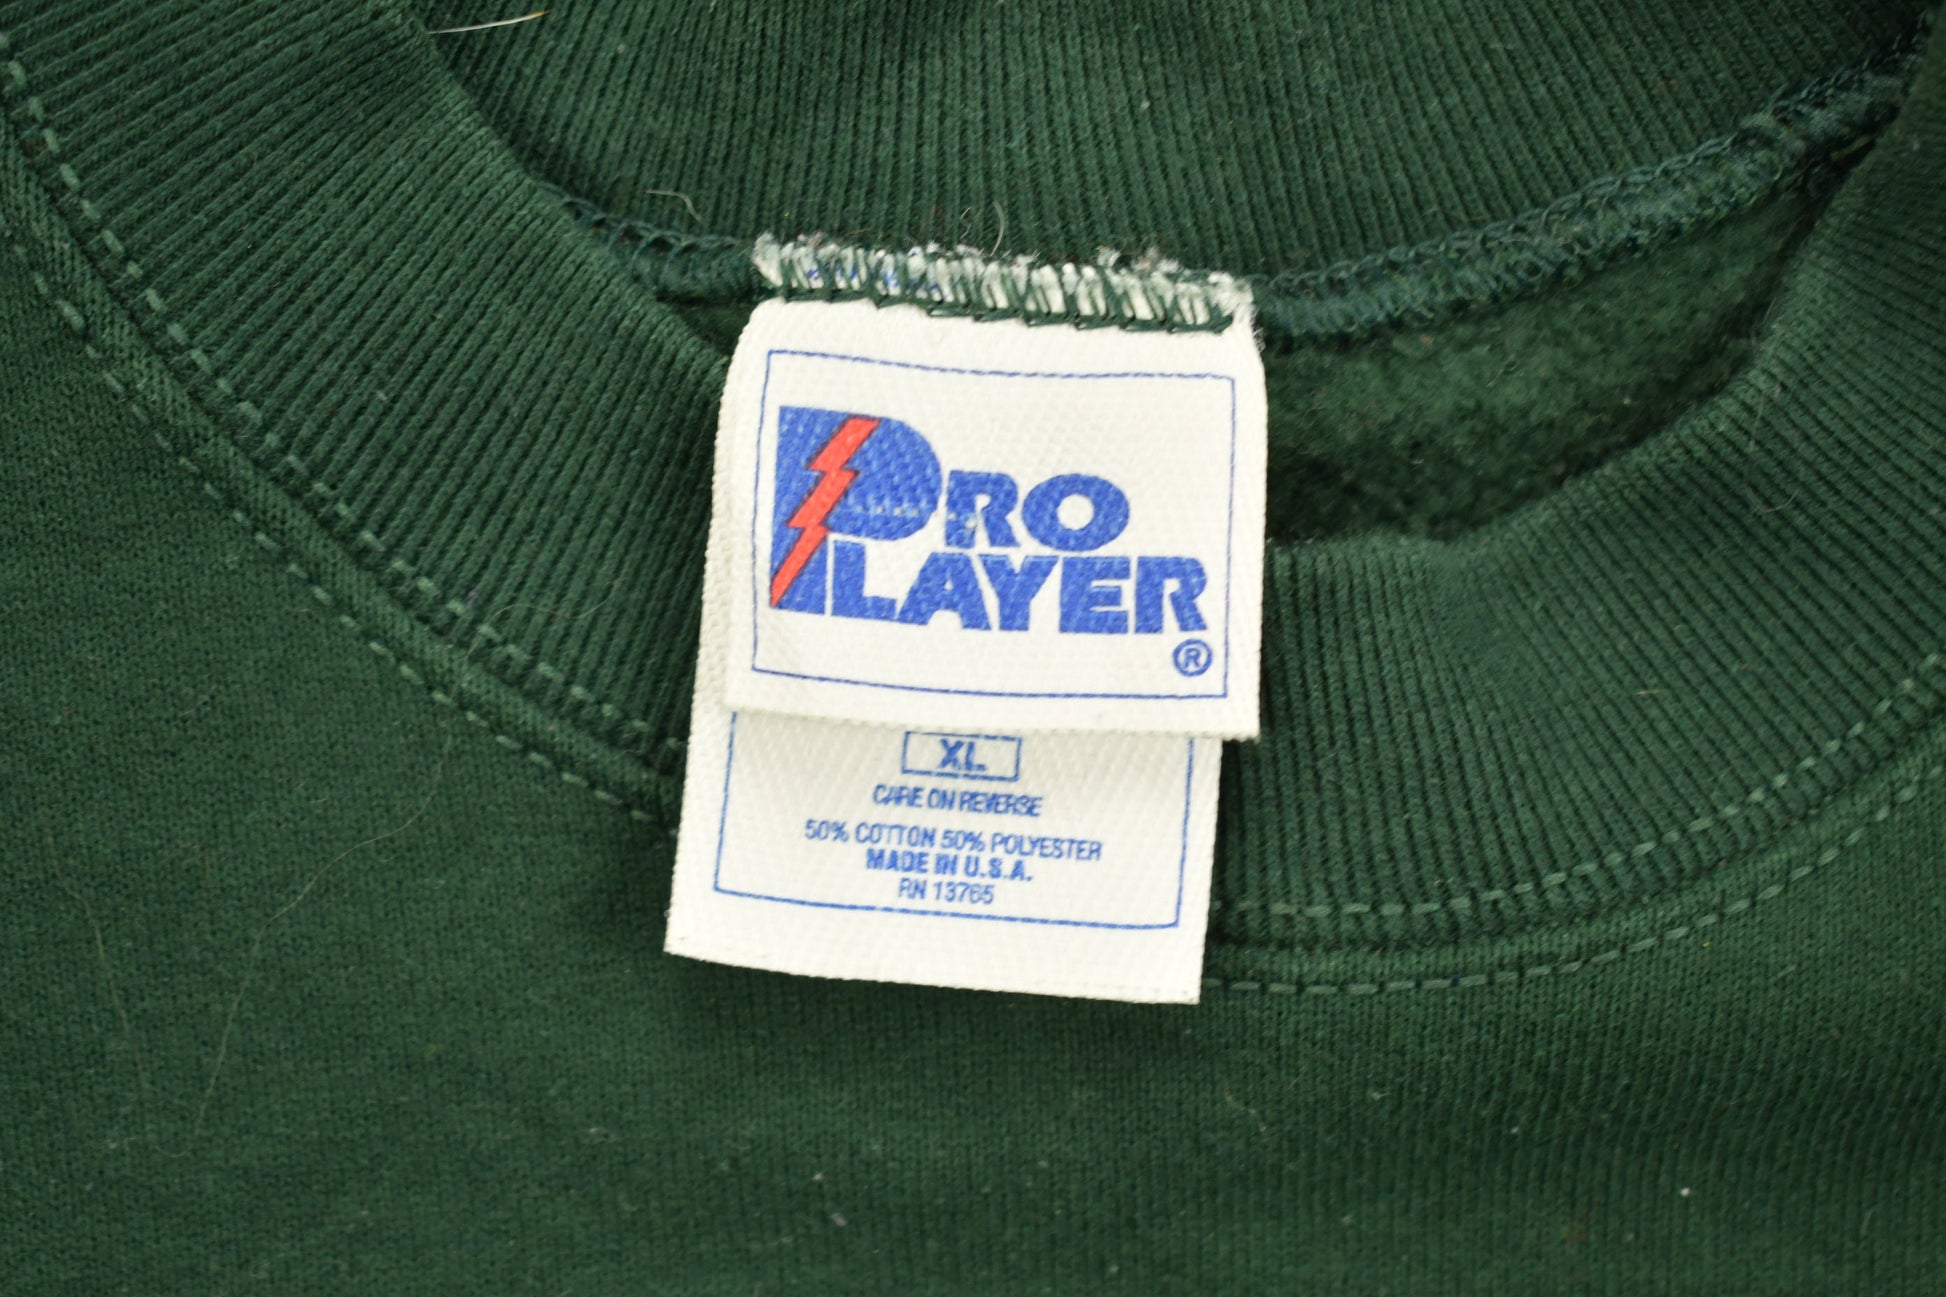 PRO
PLAYER
®
XL
CARE ON REVERSE
50% COTTON 50% POLYESTER
MADE IN U.S.A.
RN 13765